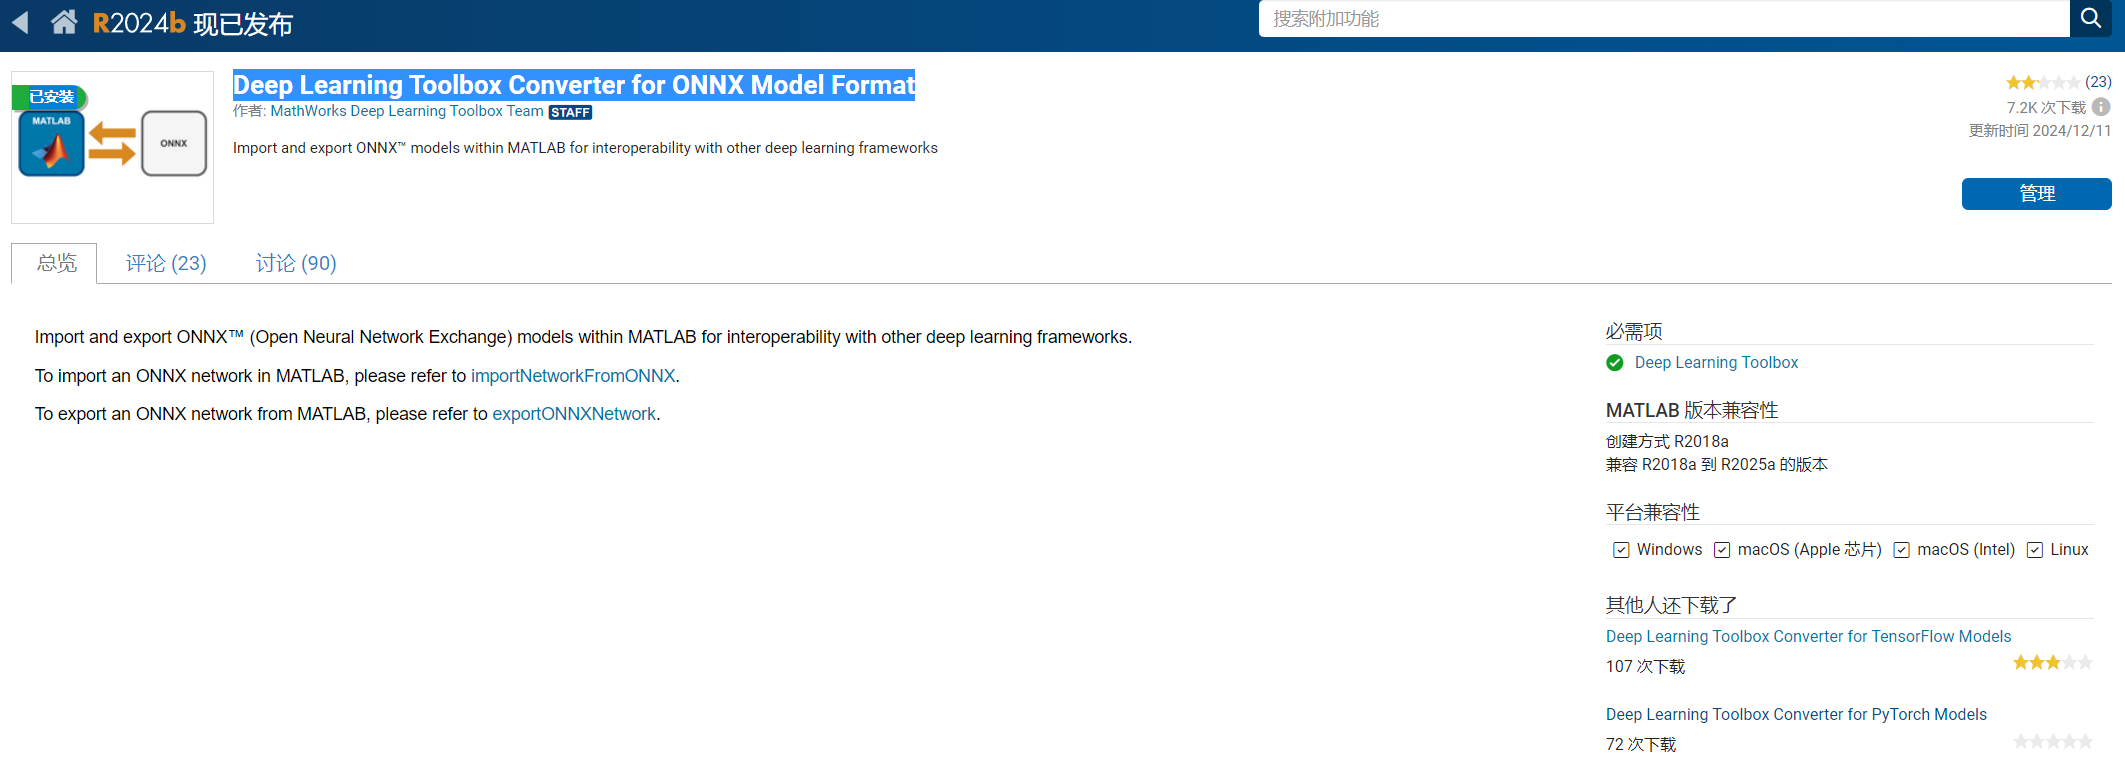 R2024b 现已发布
搜索附加功能
已安装
MATLAB
ONNX
Deep Learning Toolbox Converter for ONNX Model Format
作者: MathWorks Deep Learning Toolbox Team STAFF
Import and export ONNX™ models within MATLAB for interoperability with other deep learning frameworks
(23)
7.2K 次下载
更新时间 2024/12/11
管理
总览
评论 (23)
讨论 (90)
Import and export ONNX™ (Open Neural Network Exchange) models within MATLAB for interoperability with other deep learning frameworks.
To import an ONNX network in MATLAB, please refer to importNetworkFromONNX.
To export an ONNX network from MATLAB, please refer to exportONNXNetwork.
必需项
Deep Learning Toolbox
MATLAB 版本兼容性
创建方式 R2018a
兼容 R2018a 到 R2025a 的版本
平台兼容性
Windows macOS (Apple 芯片) macOS (Intel) Linux
其他人还下载了
Deep Learning Toolbox Converter for TensorFlow Models
107 次下载
Deep Learning Toolbox Converter for PyTorch Models
72 次下载